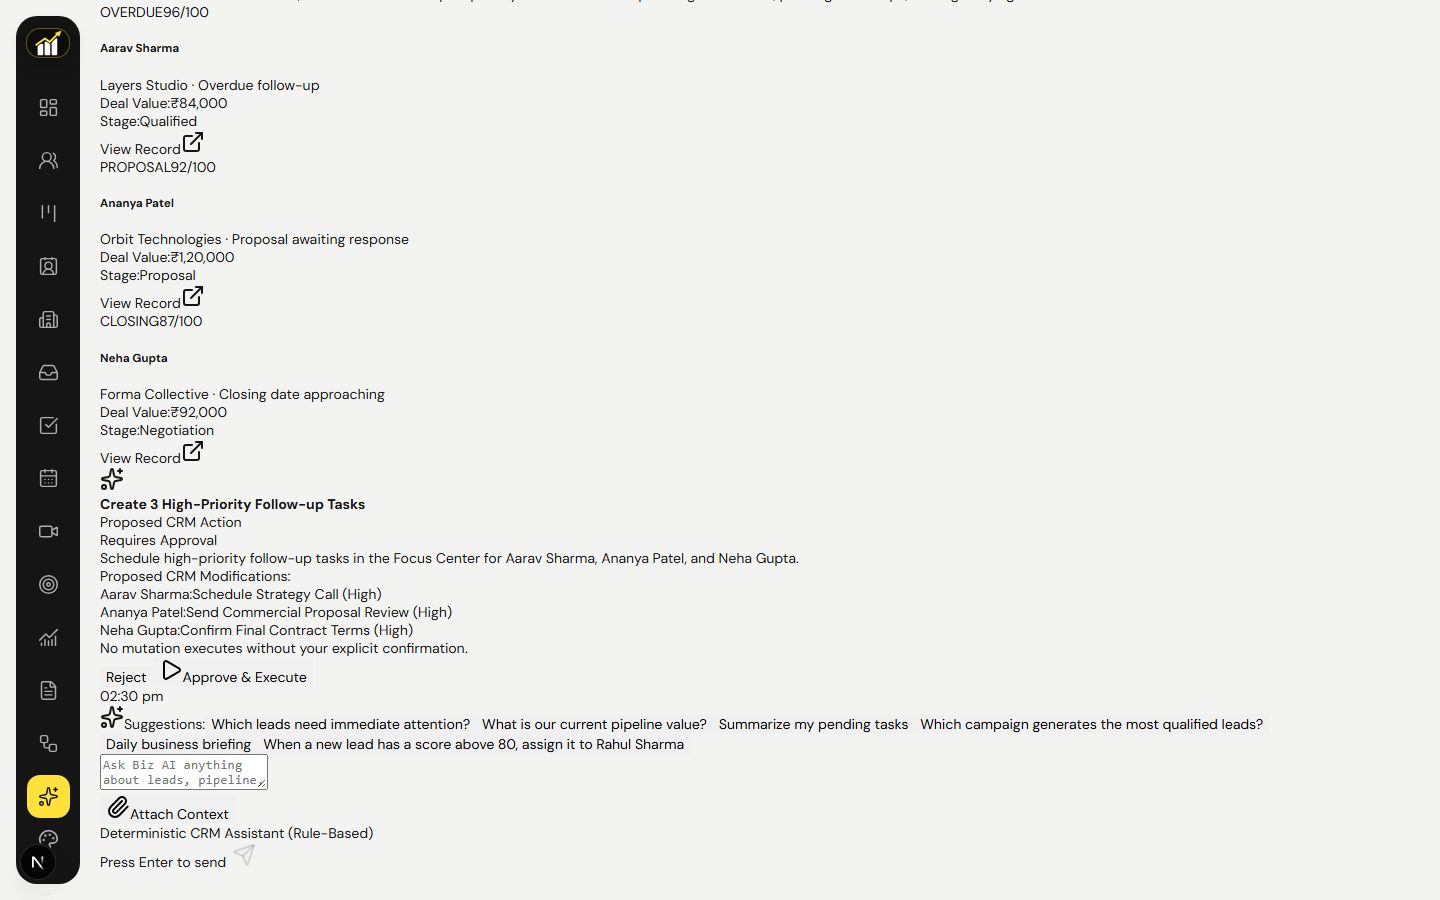 OVERDUE96/100
Aarav Sharma
Layers Studio · Overdue follow-up
Deal Value:₹84,000
Stage:Qualified
View Record
PROPOSAL92/100
Ananya Patel
Orbit Technologies · Proposal awaiting response
Deal Value:₹1,20,000
Stage:Proposal
View Record
CLOSING87/100
Neha Gupta
Forma Collective · Closing date approaching
Deal Value:₹92,000
Stage:Negotiation
View Record
Create 3 High-Priority Follow-up Tasks
Proposed CRM Action
Requires Approval
Schedule high-priority follow-up tasks in the Focus Center for Aarav Sharma, Ananya Patel, and Neha Gupta.
Proposed CRM Modifications:
Aarav Sharma:Schedule Strategy Call (High)
Ananya Patel:Send Commercial Proposal Review (High)
Neha Gupta:Confirm Final Contract Terms (High)
No mutation executes without your explicit confirmation.
Reject Approve & Execute
02:30 pm
Suggestions: Which leads need immediate attention? What is our current pipeline value? Summarize my pending tasks Which campaign generates the most qualified leads?
Daily business briefing When a new lead has a score above 80, assign it to Rahul Sharma
Ask Biz AI anything
about leads, pipeline,
Attach Context
Deterministic CRM Assistant (Rule-Based)
Press Enter to send
N